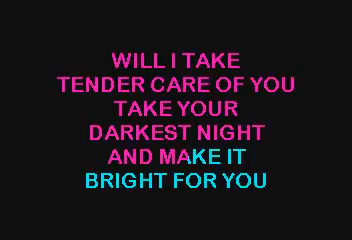 WILL I TAKE
TENDER CARE OF YOU
TAKE YOUR
DARKEST NIGHT
AND MAKE IT
BRIGHT FOR YOU